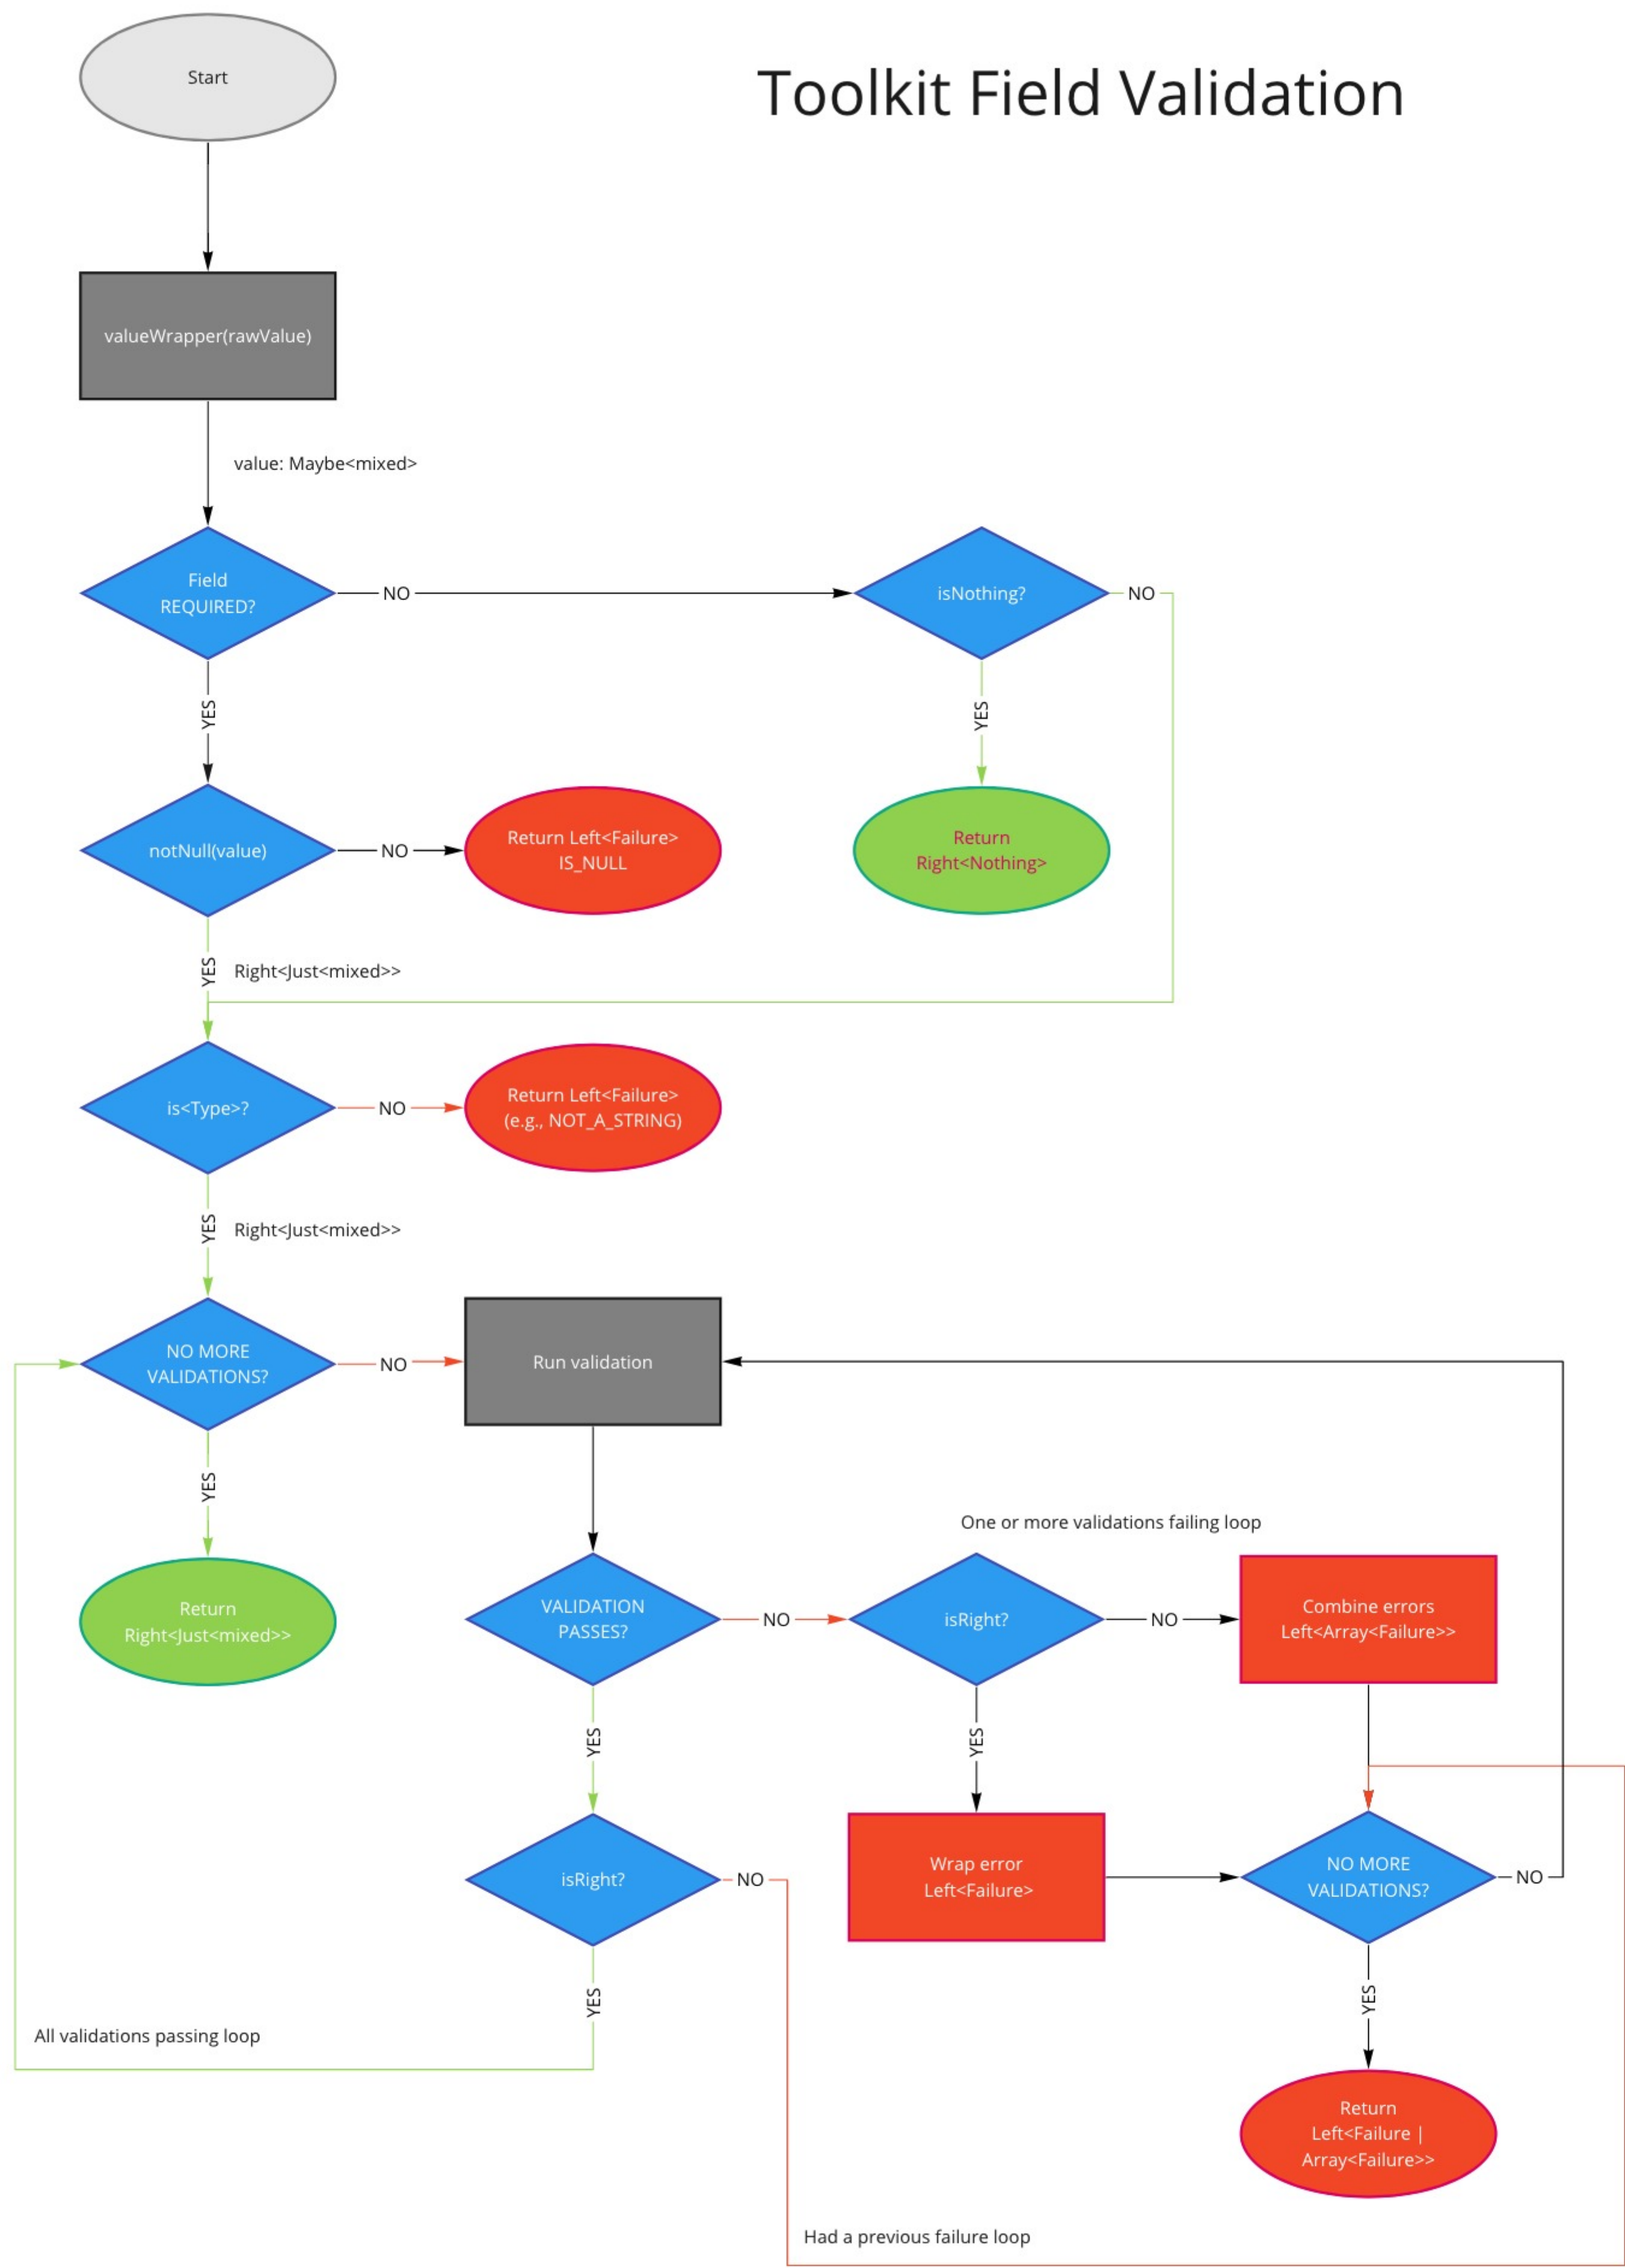 Start
Toolkit Field Validation
valueWrapper(rawValue)
value: Maybe<mixed>
Field
REQUIRED?
NO
isNothing?
NO
YES
YES
notNull(value)
NO
Return Left<Failure>
IS_NULL
Return
Right<Nothing>
YES
Right<Just<mixed>>
is<Type>?
NO
Return Left<Failure>
(e.g., NOT_A_STRING)
YES
Right<Just<mixed>>
NO MORE
VALIDATIONS?
NO
Run validation
YES
One or more validations failing loop
Return
Right<Just<mixed>>
VALIDATION
PASSES?
NO
isRight?
NO
Combine errors
Left<Array<Failure>>
YES
YES
isRight?
NO
Wrap error
Left<Failure>
NO MORE
VALIDATIONS?
NO
YES
YES
All validations passing loop
Return
Left<Failure |
Array<Failure>>
Had a previous failure loop